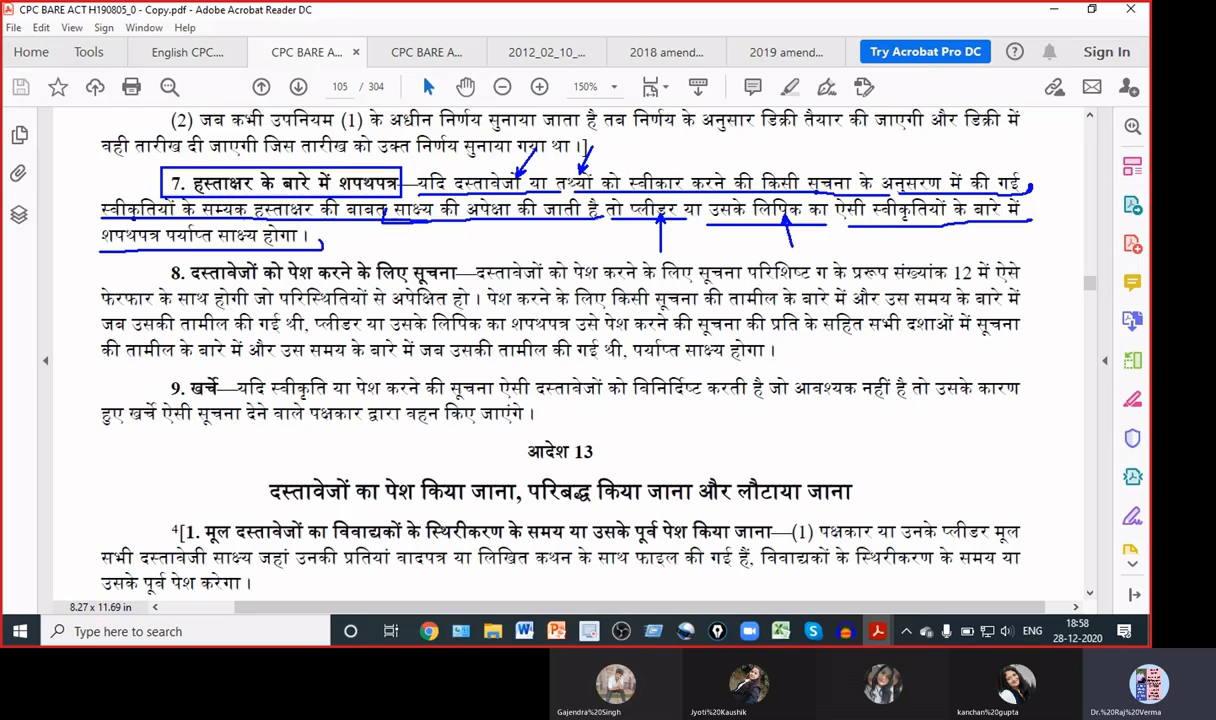 CPC BARE ACT H190805_0 - Copy.pdf - Adobe Acrobat Reader DC
File Edit View Sign Window Help
Home Tools English CPC.... CPC BARE A... × CPC BARE A... 2012_02_10_... 2018 amend... 2019 amend... Try Acrobat Pro DC Sign In
105 / 304 150%
(2) जब कभी उपनियम (1) के अधीन निर्णय सुनाया जाता है तब निर्णय के अनुसार डिक्री तैयार की जाएगी और डिक्री में
वही तारीख दी जाएगी जिस तारीख को उक्त निर्णय सुनाया गया था ।]
7. हस्ताक्षर के बारे में शपथपत्र—यदि दस्तावेजों या तथ्यों को स्वीकार करने की किसी सूचना के अनुसरण में की गई
स्वीकृतियों के सम्यक हस्ताक्षर की बाबत साक्ष्य की अपेक्षा की जाती है तो प्लीडर या उसके लिपिक का ऐसी स्वीकृतियों के बारे में
शपथपत्र पर्याप्त साक्ष्य होगा ।
8. दस्तावेजों को पेश करने के लिए सूचना—दस्तावेजों को पेश करने के लिए सूचना परिशिष्ट ग के प्ररूप संख्यांक 12 में ऐसे
फेरफार के साथ होगी जो परिस्थितियों से अपेक्षित हो । पेश करने के लिए किसी सूचना की तामील के बारे में और उस समय के बारे में
जब उसकी तामील की गई थी, प्लीडर या उसके लिपिक का शपथपत्र उसे पेश करने की सूचना की प्रति के सहित सभी दशाओं में सूचना
की तामील के बारे में और उस समय के बारे में जब उसकी तामील की गई थी, पर्याप्त साक्ष्य होगा ।
9. खर्चे—यदि स्वीकृति या पेश करने की सूचना ऐसी दस्तावेजों को विनिर्दिष्ट करती है जो आवश्यक नहीं है तो उसके कारण
हुए खर्चे ऐसी सूचना देने वाले पक्षकार द्वारा वहन किए जाएंगे ।
आदेश 13
दस्तावेजों का पेश किया जाना, परिबद्ध किया जाना और लौटाया जाना
4[1. मूल दस्तावेजों का विवाद्यकों के स्थिरीकरण के समय या उसके पूर्व पेश किया जाना—(1) पक्षकार या उनके प्लीडर मूल
सभी दस्तावेजी साक्ष्य जहां उनकी प्रतियां वादपत्र या लिखित कथन के साथ फाइल की गई हैं, विवाद्यकों के स्थिरीकरण के समय या
उसके पूर्व पेश करेगा ।
8.27 x 11.69 in
Type here to search ENG 18:58
28-12-2020
Gajendra%20Singh Jyoti%20Kaushik kanchan%20gupta Dr.%20Raj%20Verma